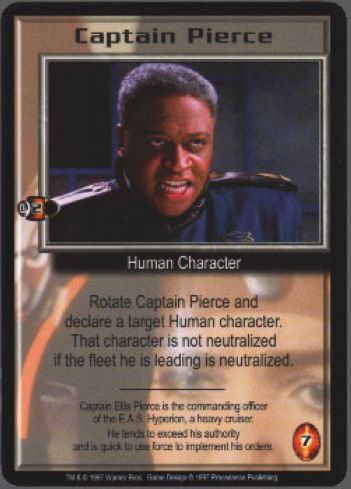 Captain Pierce
2
Human Character
Rotate Captain Pierce and
declare a target Human character.
That character is not neutralized
if the fleet he is leading is neutralized.
Captain Ellis Pierce is the commanding officer
of the E.A.S. Hyperion, a heavy cruiser.
He tends to exceed his authority
and is quick to use force to implement his orders.
7
TM & © 1997 Warner Bros. Game Design © 1997 Precedence Publishing.